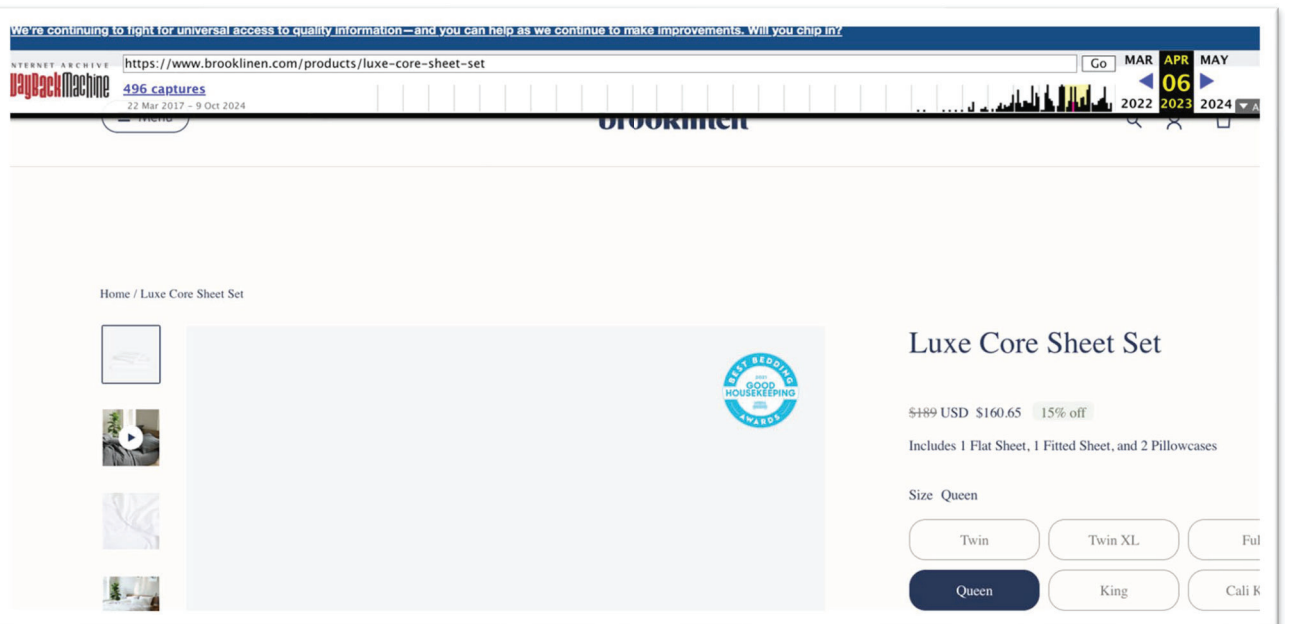 We're continuing to fight for universal access to quality information—and you can help as we continue to make improvements. Will you chip in?
INTERNET ARCHIVE
WayBackMachine
https://www.brooklinen.com/products/luxe-core-sheet-set
Go
MAR APR MAY
496 captures
06
22 Mar 2017 – 9 Oct 2024
2022 2023 2024
Menu
brooklinen
Home / Luxe Core Sheet Set
Luxe Core Sheet Set
BEST BEDDING
2021
GOOD
HOUSEKEEPING
AWARDS
$189 USD $160.65 15% off
Includes 1 Flat Sheet, 1 Fitted Sheet, and 2 Pillowcases
Size Queen
Twin
Twin XL
Ful
Queen
King
Cali K